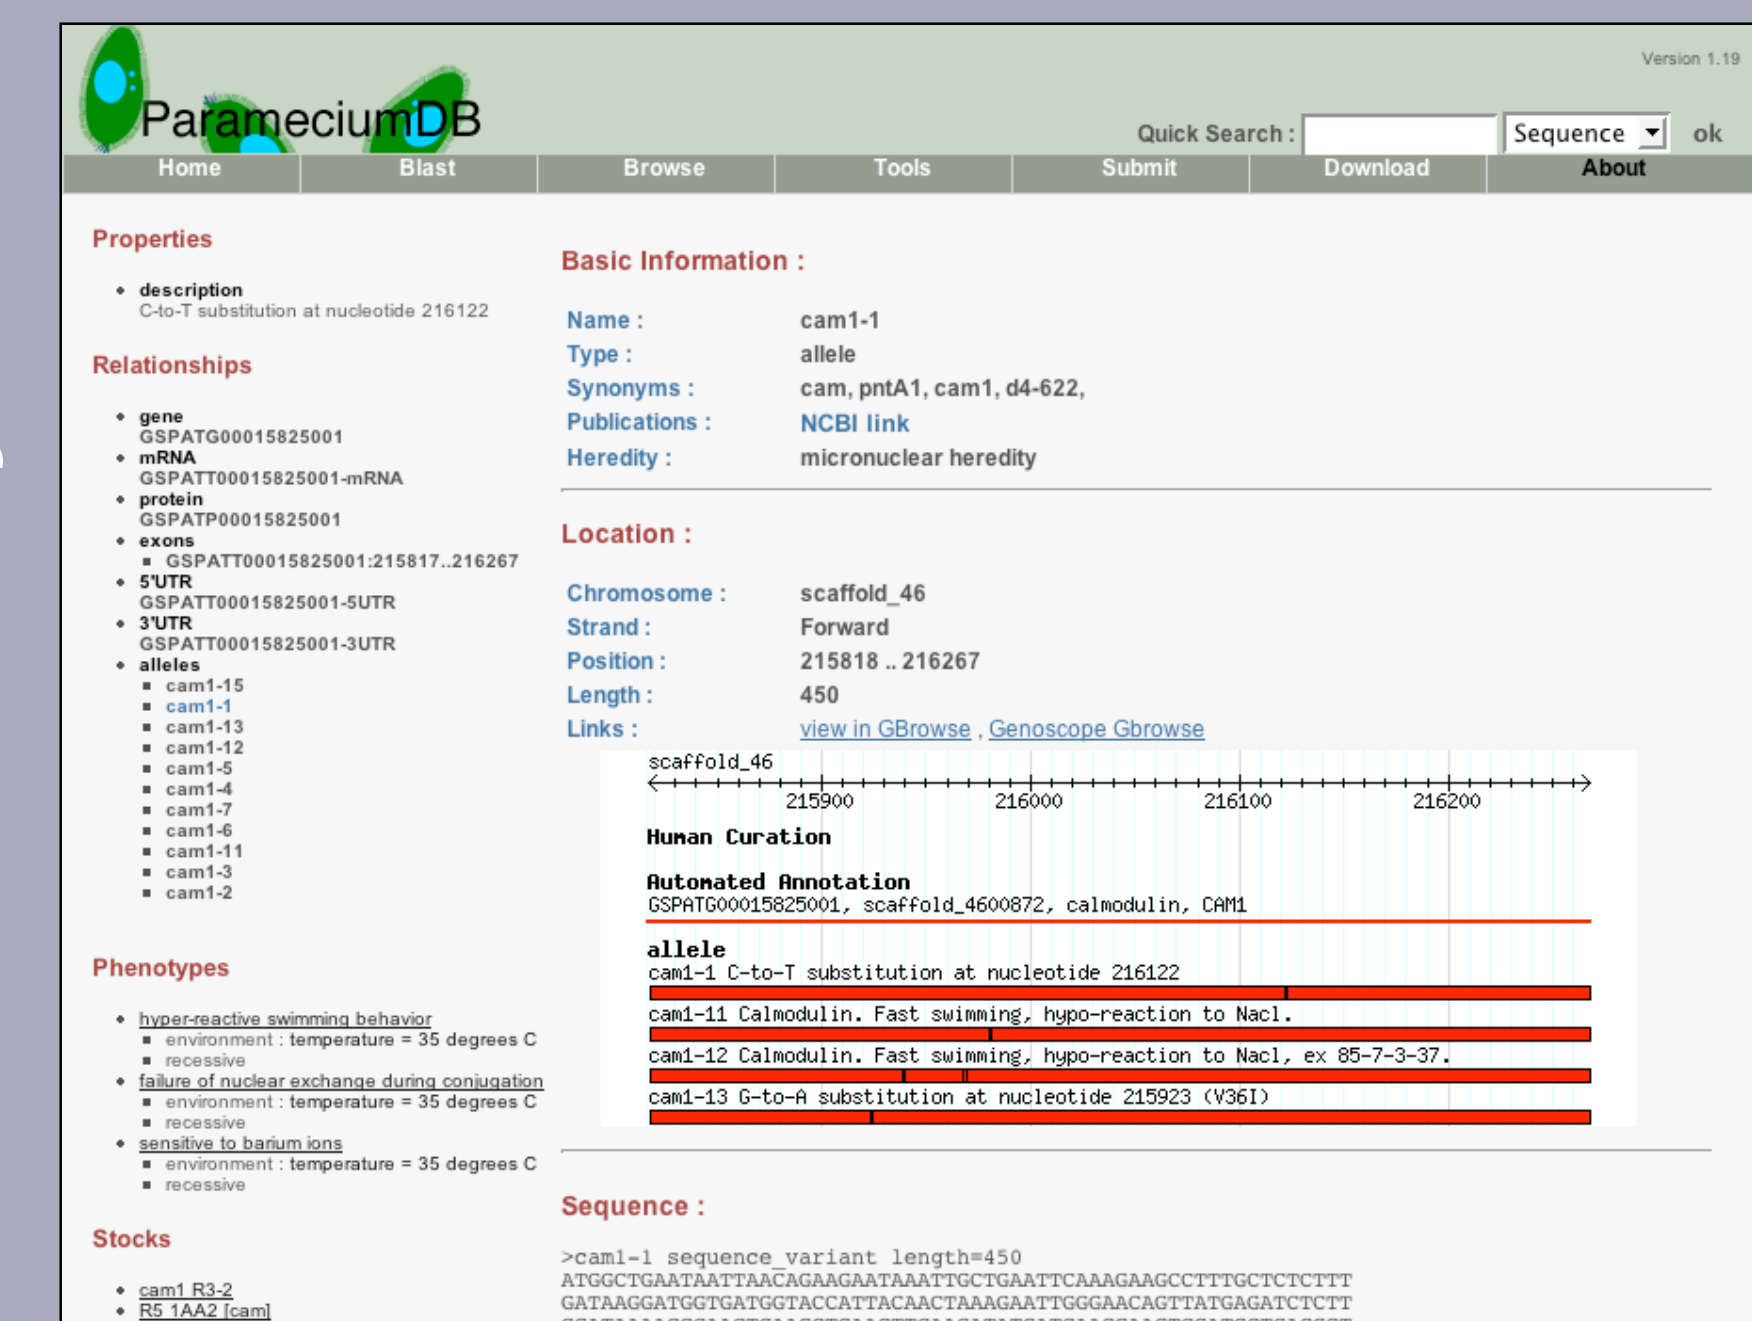 Version 1.19
ParameciumDB
Quick Search : Sequence ok
Home Blast Browse Tools Submit Download About
Properties
description
C-to-T substitution at nucleotide 216122
Relationships
gene
GSPATG00015825001
mRNA
GSPATT00015825001-mRNA
protein
GSPATP00015825001
exons
GSPATT00015825001:215817..216267
5'UTR
GSPATT00015825001-5UTR
3'UTR
GSPATT00015825001-3UTR
alleles
cam1-15
cam1-1
cam1-13
cam1-12
cam1-5
cam1-4
cam1-7
cam1-6
cam1-11
cam1-3
cam1-2
Phenotypes
hyper-reactive swimming behavior
environment : temperature = 35 degrees C
recessive
failure of nuclear exchange during conjugation
environment : temperature = 35 degrees C
recessive
sensitive to barium ions
environment : temperature = 35 degrees C
recessive
Stocks
cam1 R3-2
R5 1AA2 [cam]
Basic Information :
Name : cam1-1
Type : allele
Synonyms : cam, pntA1, cam1, d4-622,
Publications : NCBI link
Heredity : micronuclear heredity
Location :
Chromosome : scaffold_46
Strand : Forward
Position : 215818 .. 216267
Length : 450
Links : view in GBrowse , Genoscope Gbrowse
scaffold_46
215900 216000 216100 216200
Human Curation
Automated Annotation
GSPATG00015825001, scaffold_4600872, calmodulin, CAM1
allele
cam1-1 C-to-T substitution at nucleotide 216122
cam1-11 Calmodulin. Fast swimming, hypo-reaction to Nacl.
cam1-12 Calmodulin. Fast swimming, hypo-reaction to Nacl, ex 85-7-3-37.
cam1-13 G-to-A substitution at nucleotide 215923 (V36I)
Sequence :
>cam1-1 sequence_variant length=450
ATGGCTGAATAATTAACAGAAGAATAAATTGCTGAATTCAAAGAAGCCTTTGCTCTCTTT
GATAAGGATGGTGATGGTACCATTACAACTAAAGAATTGGGAACAGTTATGAGATCTCTT